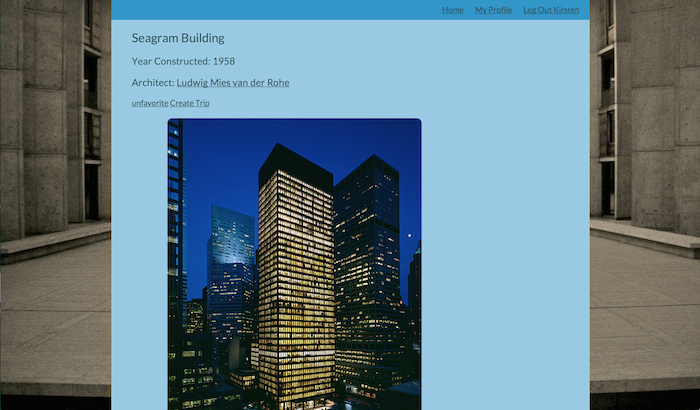 Home My Profile Log Out Kirsten
Seagram Building
Year Constructed: 1958
Architect: Ludwig Mies van der Rohe
unfavorite Create Trip